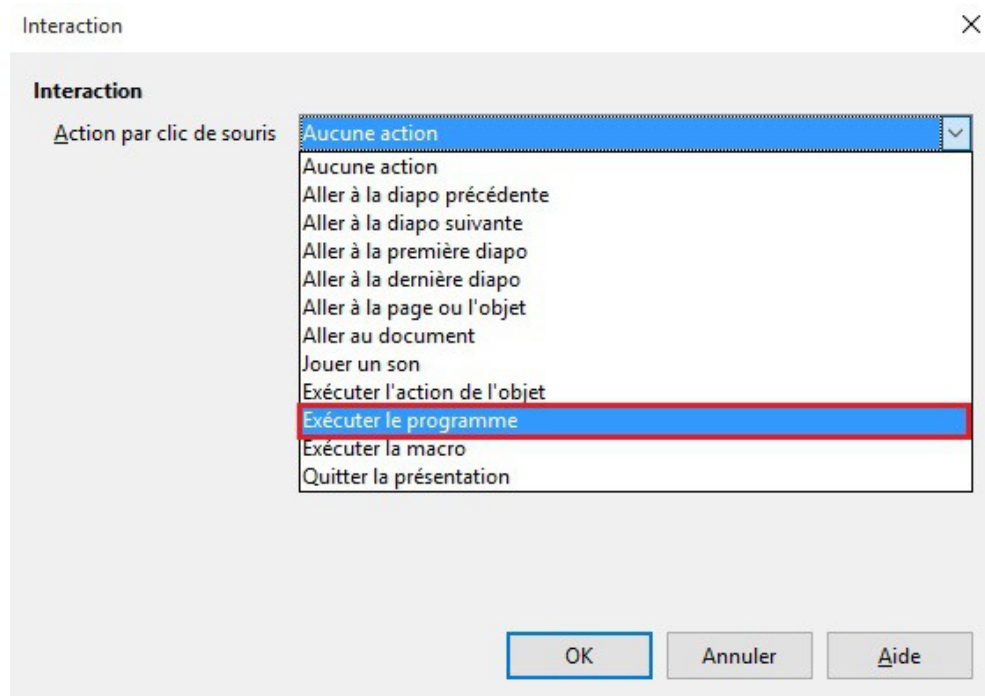 Interaction
Interaction
Action par clic de souris Aucune action
Aucune action
Aller à la diapo précédente
Aller à la diapo suivante
Aller à la première diapo
Aller à la dernière diapo
Aller à la page ou l'objet
Aller au document
Jouer un son
Exécuter l'action de l'objet
Exécuter le programme
Exécuter la macro
Quitter la présentation
OK Annuler Aide